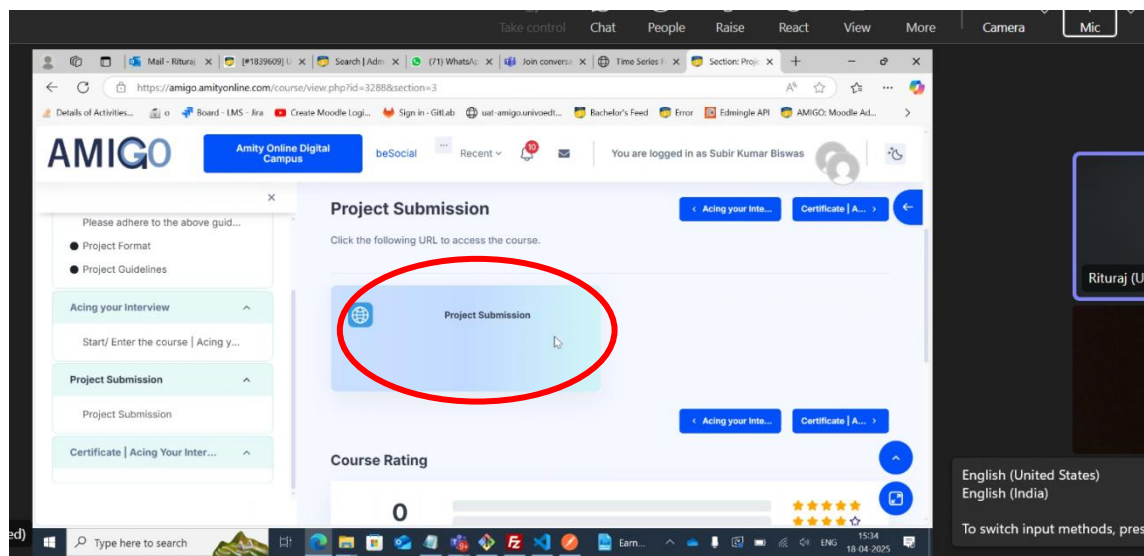 Take control Chat People Raise React View More Camera Mic
Mail - Rituraj [#1839609] U Search | Adm (71) WhatsAp Join convers Time Series F Section: Proje
https://amigo.amityonline.com/course/view.php?id=3288&section=3
Details of Activities... o Board - LMS - Jira Create Moodle Logi... Sign in · GitLab uat-amigo.univoedt... Bachelor's Feed Error Edmingle API AMIGO: Moodle Ad...
AMIGO
Amity Online Digital
Campus
beSocial ... Recent 90 You are logged in as Subir Kumar Biswas
Please adhere to the above guid...
Project Format
Project Guidelines
Acing your Interview
Start/ Enter the course | Acing y...
Project Submission
Project Submission
Certificate | Acing Your Inter...
Project Submission
Acing your Inte... Certificate | A...
Click the following URL to access the course.
Project Submission
Acing your Inte... Certificate | A...
Course Rating
0
Rituraj (U
English (United States)
English (India)
To switch input methods, pres
ed)
Type here to search
Earn...
ENG
15:34
18-04-2025